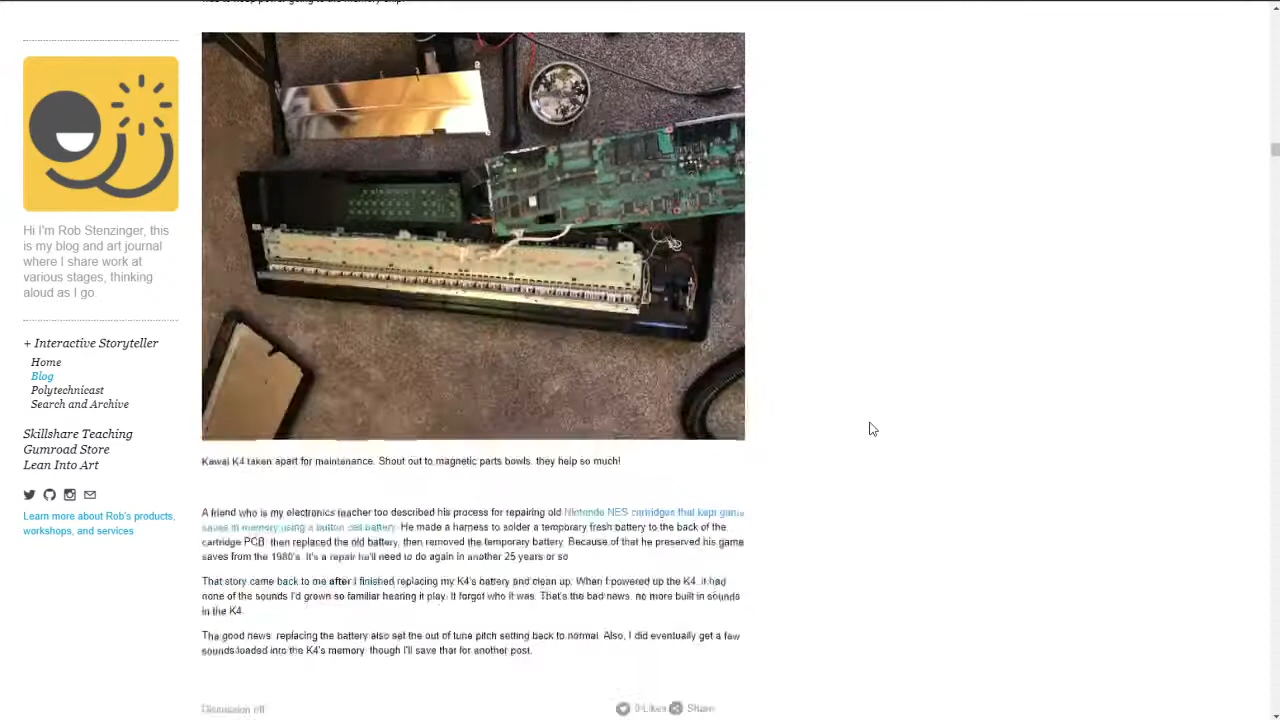 Hi I'm Rob Stenzinger, this
is my blog and art journal
where I share work at
various stages, thinking
aloud as I go
+ Interactive Storyteller
Home
Blog
Polytechnicast
Search and Archive
Skillshare Teaching
Gumroad Store
Lean Into Art
Learn more about Rob's products,
workshops, and services
Kawai K4 taken apart for maintenance. Shout out to magnetic parts bowls, they help so much!
A friend who is my electronics teacher too described his process for repairing old Nintendo NES cartridges that kept game
saves in memory using a button cell battery. He made a harness to solder a temporary fresh battery to the back of the
cartridge PCB, then replaced the old battery, then removed the temporary battery. Because of that he preserved his game
saves from the 1980's. It's a repair he'll need to do again in another 25 years or so
That story came back to me after I finished replacing my K4's battery and clean up. When I powered up the K4, it had
none of the sounds I'd grown so familiar hearing it play. It forgot who it was. That's the bad news, no more built in sounds
in the K4.
The good news: replacing the battery also set the out of tune pitch setting back to normal. Also, I did eventually get a few
sounds loaded into the K4's memory, though I'll save that for another post.
Discussion off
0 Likes Share